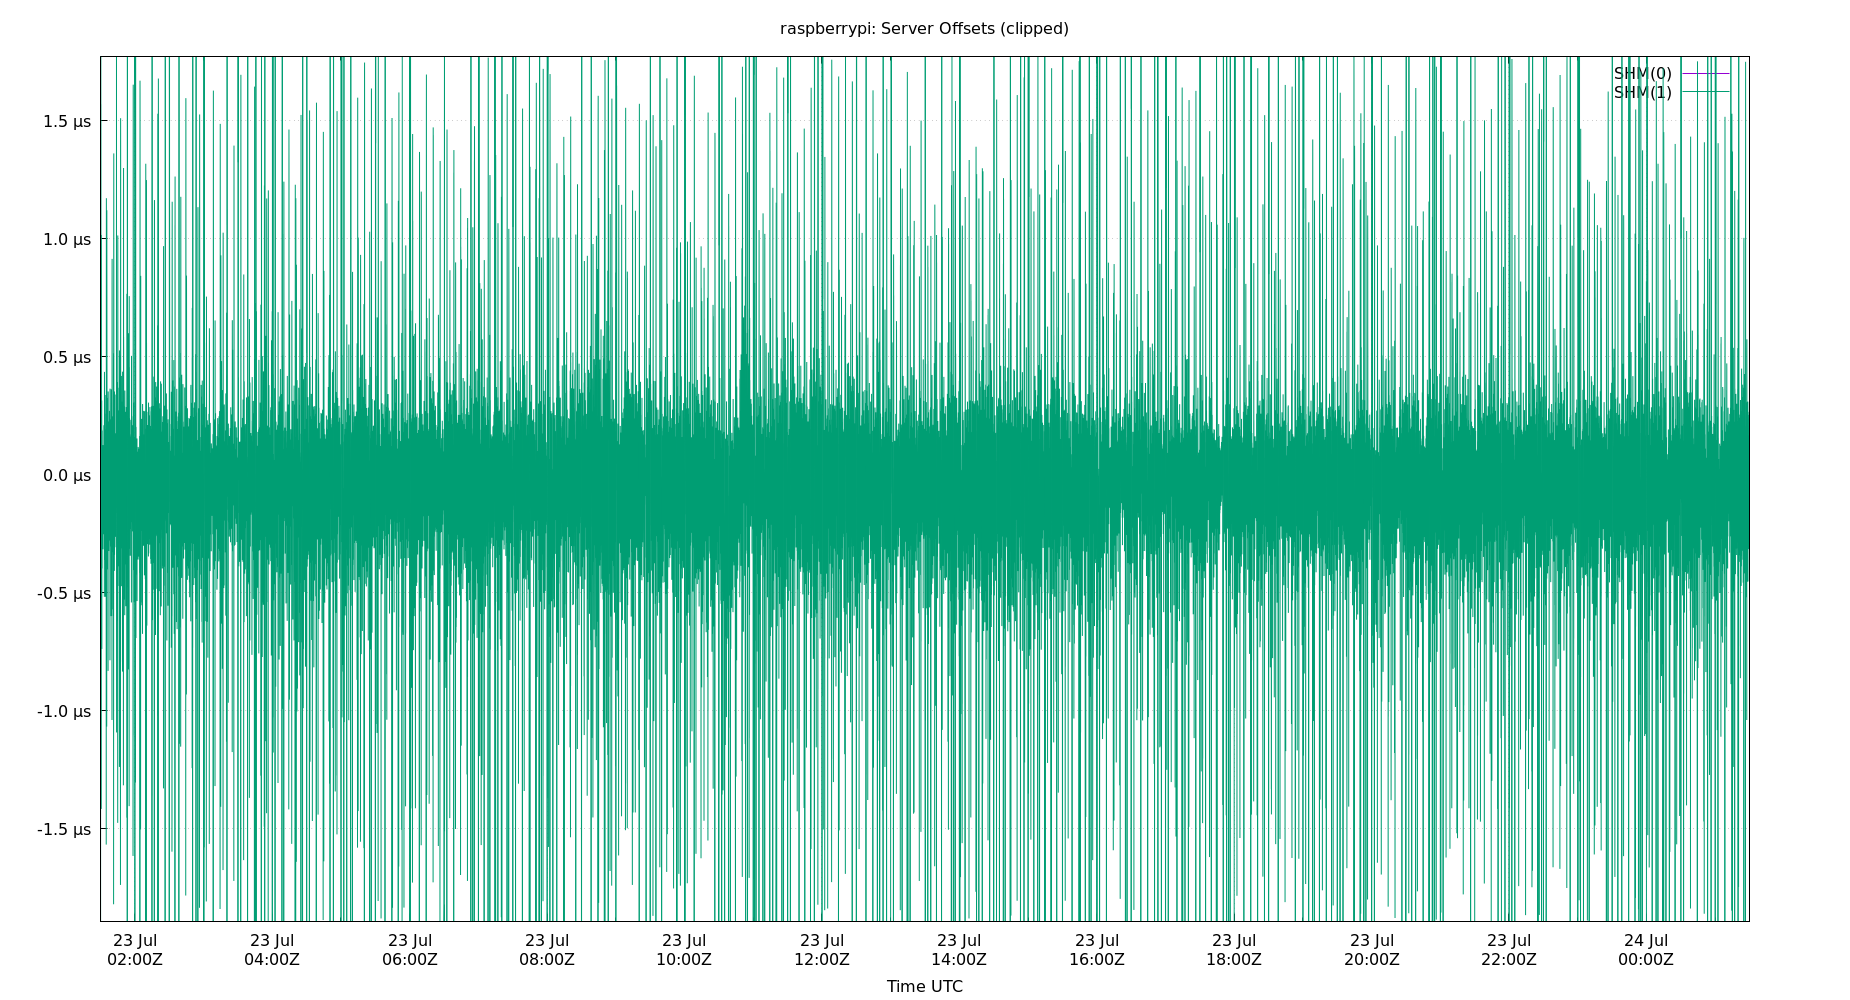 raspberrypi: Server Offsets (clipped)
SHM(0)
SHM(1)
1.5 µs
1.0 µs
0.5 µs
0.0 µs
-0.5 µs
-1.0 µs
-1.5 µs
23 Jul 23 Jul 23 Jul 23 Jul 23 Jul 23 Jul 23 Jul 23 Jul 23 Jul 23 Jul 23 Jul 24 Jul
02:00Z 04:00Z 06:00Z 08:00Z 10:00Z 12:00Z 14:00Z 16:00Z 18:00Z 20:00Z 22:00Z 00:00Z
Time UTC